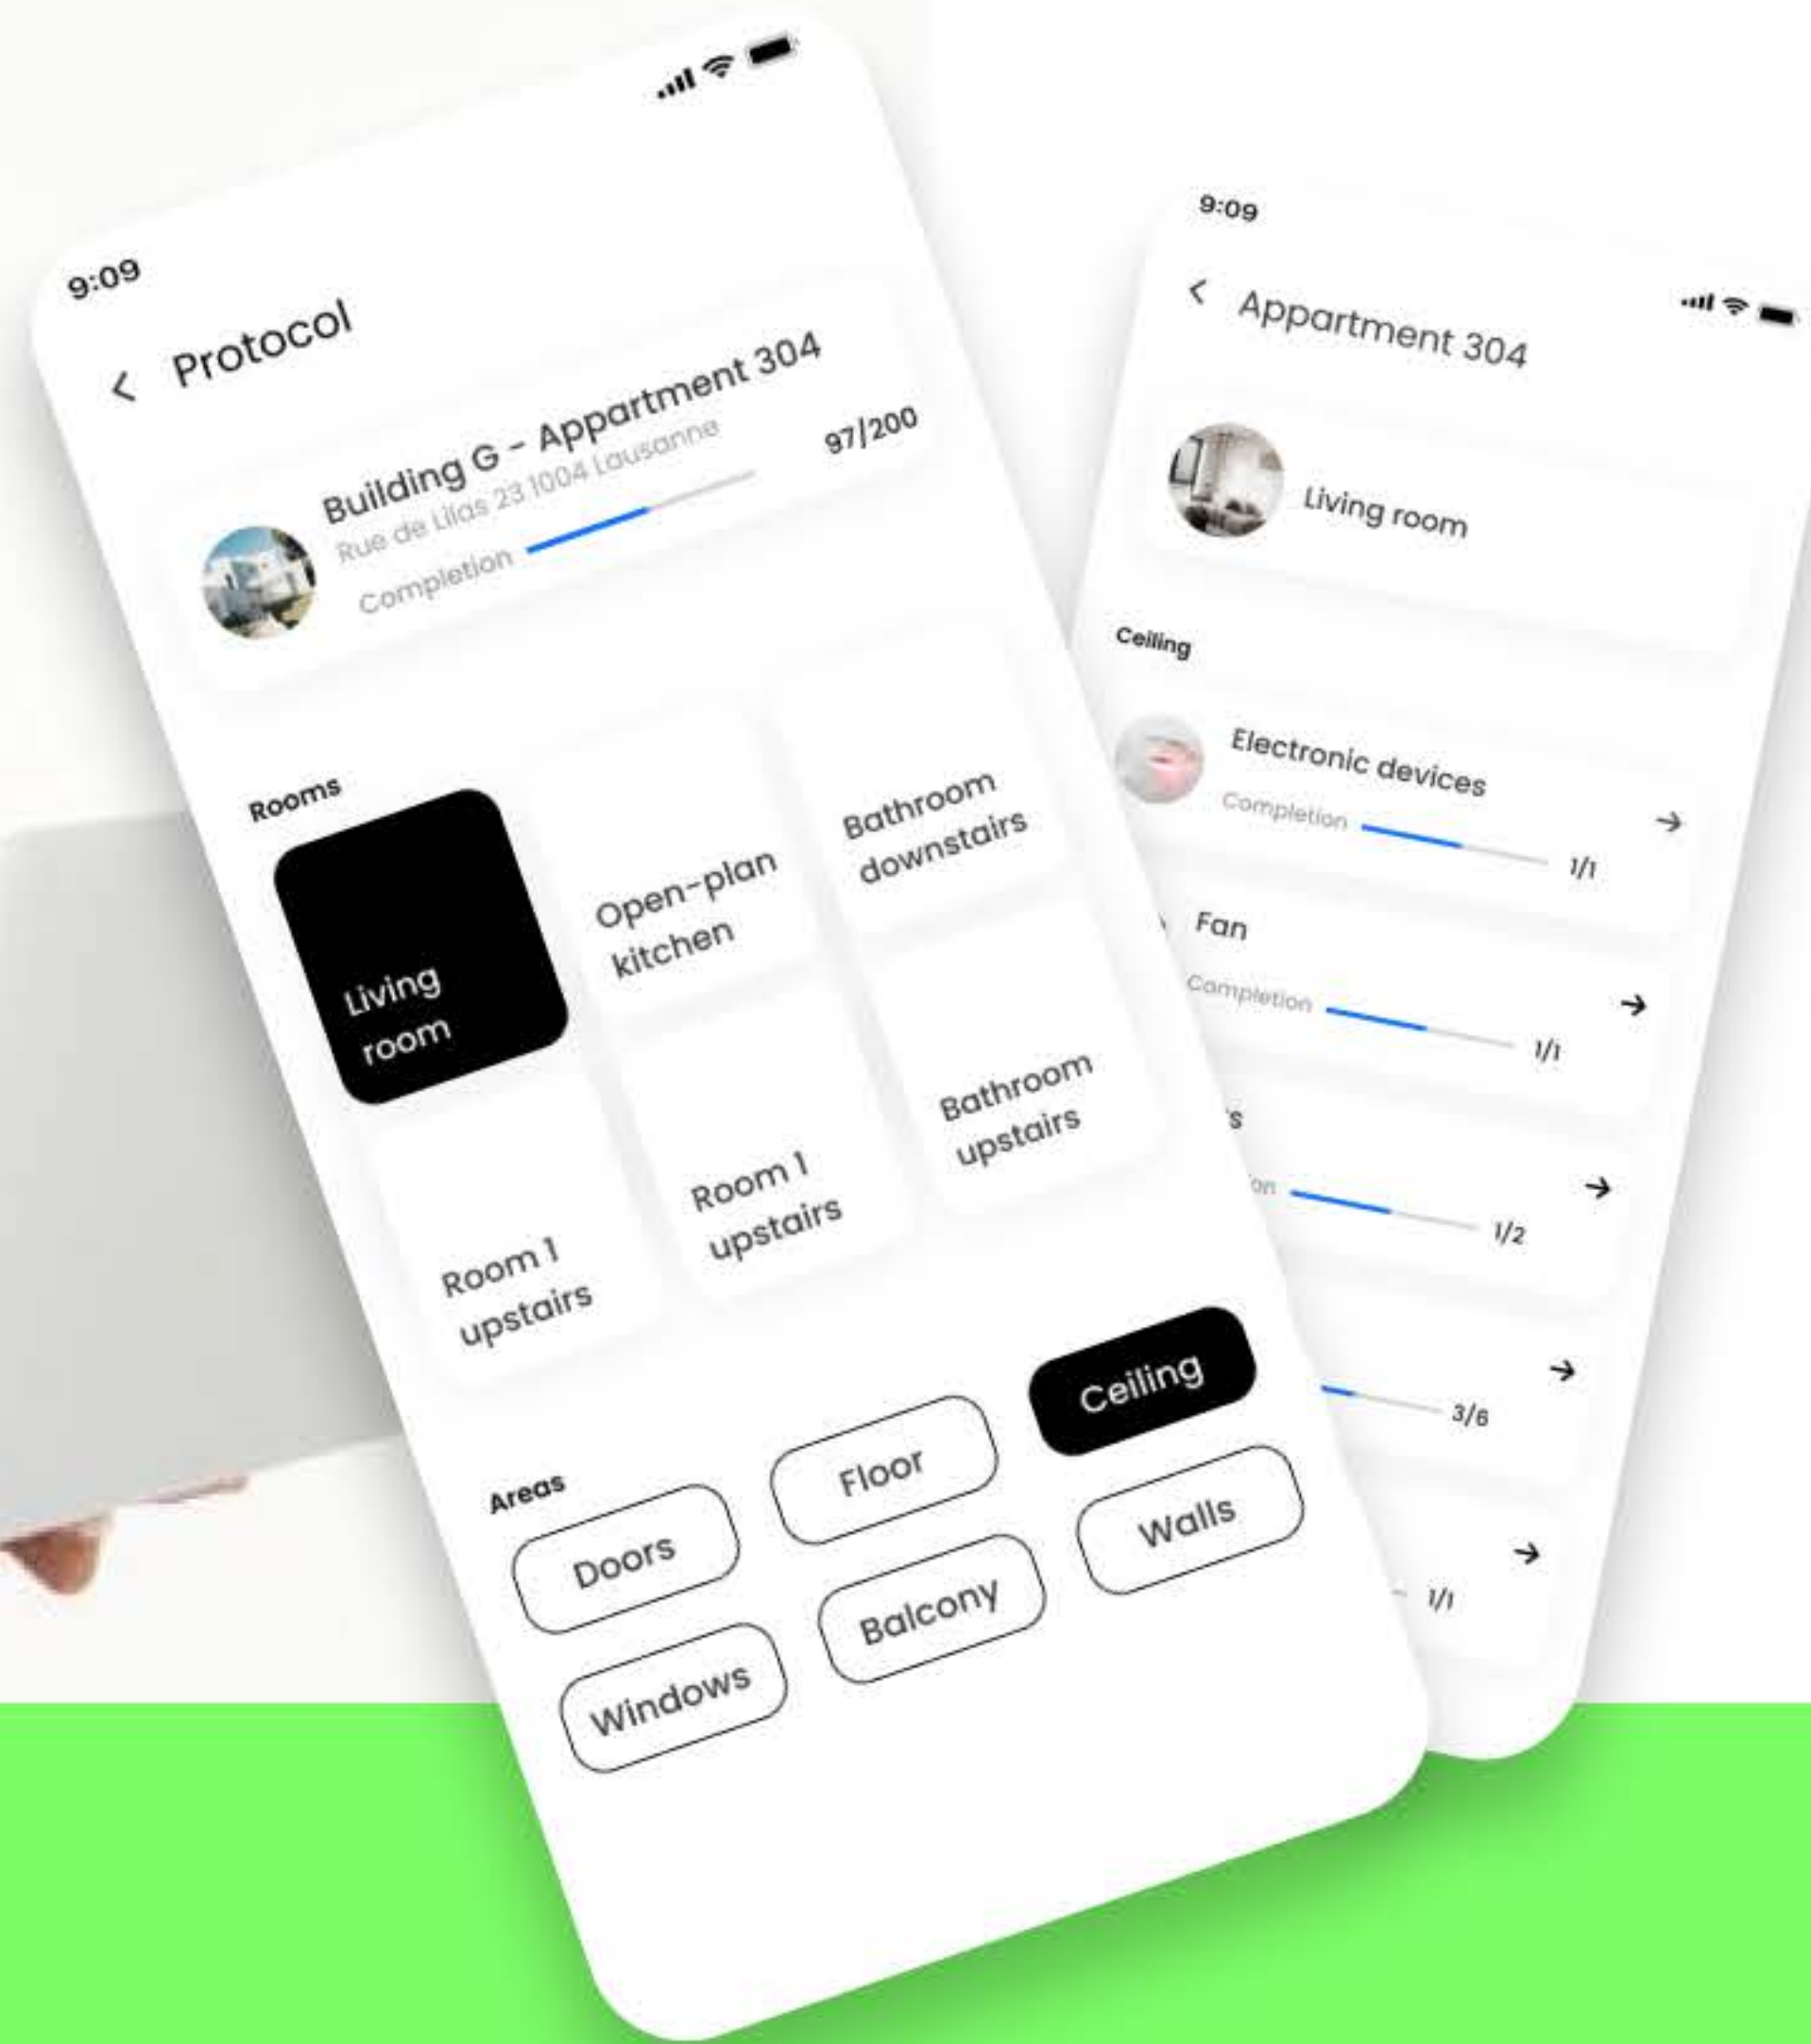 9:09
Protocol
Building G - Appartment 304
Rue de Lilas 23 1004 Lausanne
97/200
Completion
Rooms
Living
room
Open-plan
kitchen
Bathroom
downstairs
Room 1
upstairs
Room 1
upstairs
Bathroom
upstairs
Areas
Doors
Floor
Ceiling
Windows
Balcony
Walls
9:09
Appartment 304
Living room
Ceiling
Electronic devices
Completion
1/1
Fan
Completion
1/1
1/2
3/6
1/1